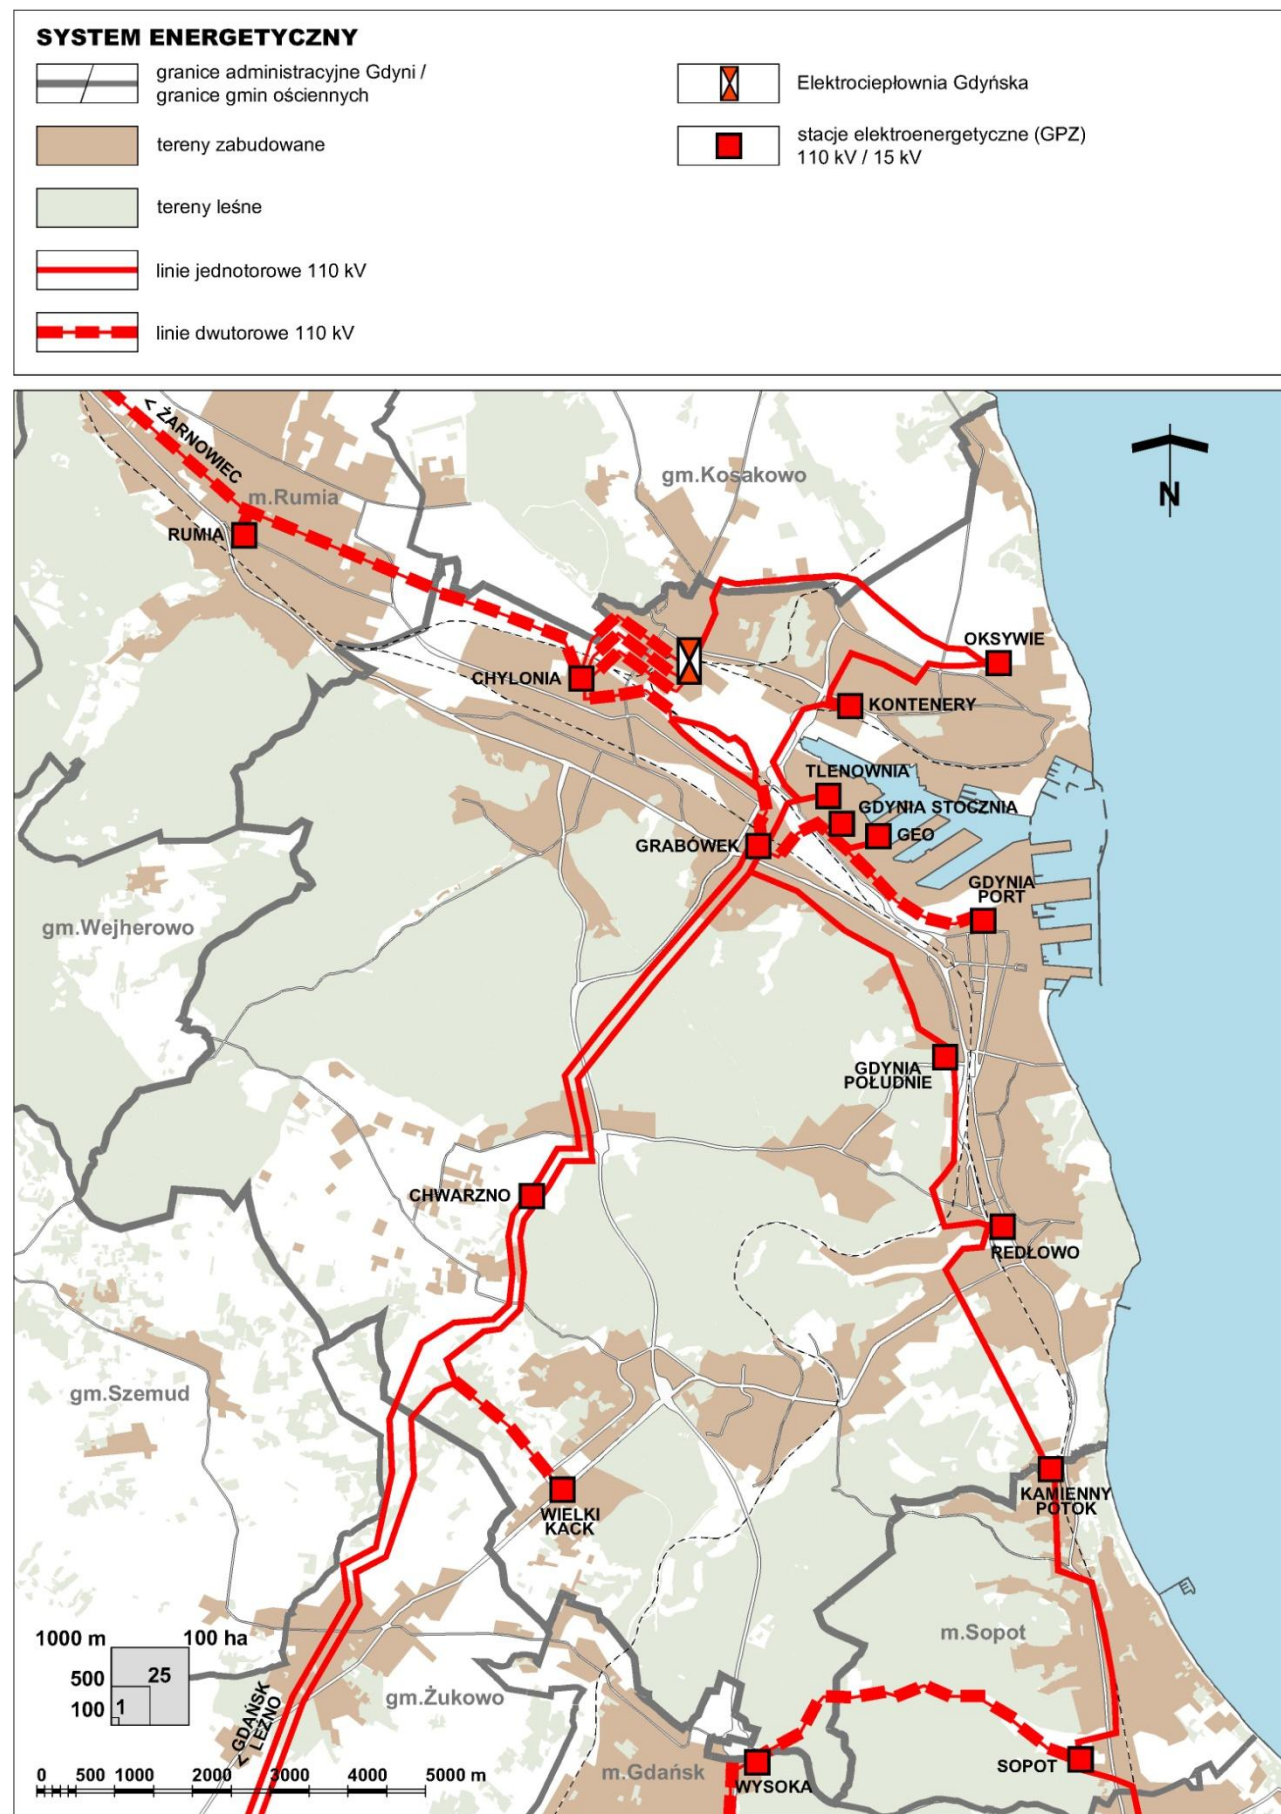 SYSTEM ENERGETYCZNY
granice administracyjne Gdyni /
granice gmin ościennych
tereny zabudowane
tereny leśne
linie jednotorowe 110 kV
linie dwutorowe 110 kV
Elektrociepłownia Gdyńska
stacje elektroenergetyczne (GPZ)
110 kV / 15 kV
< ŻARNOWIEC
m.Rumia
gm.Kosakowo
N
RUMIA
OKSYWIE
CHYLONIA
KONTENERY
TLENOWNIA
GDYNIA STOCZNIA
GEO
GRABÓWEK
GDYNIA
PORT
gm.Wejherowo
GDYNIA
POŁUDNIE
CHWARZNO
REDŁOWO
gm.Szemud
WIELKI
KACK
KAMIENNY
POTOK
m.Sopot
1000 m
100 ha
500
25
100
1
gm.Żukowo
< GDAŃSK
LEŹNO
m.Gdańsk
WYSOKA
SOPOT
0 500 1000 2000 3000 4000 5000 m